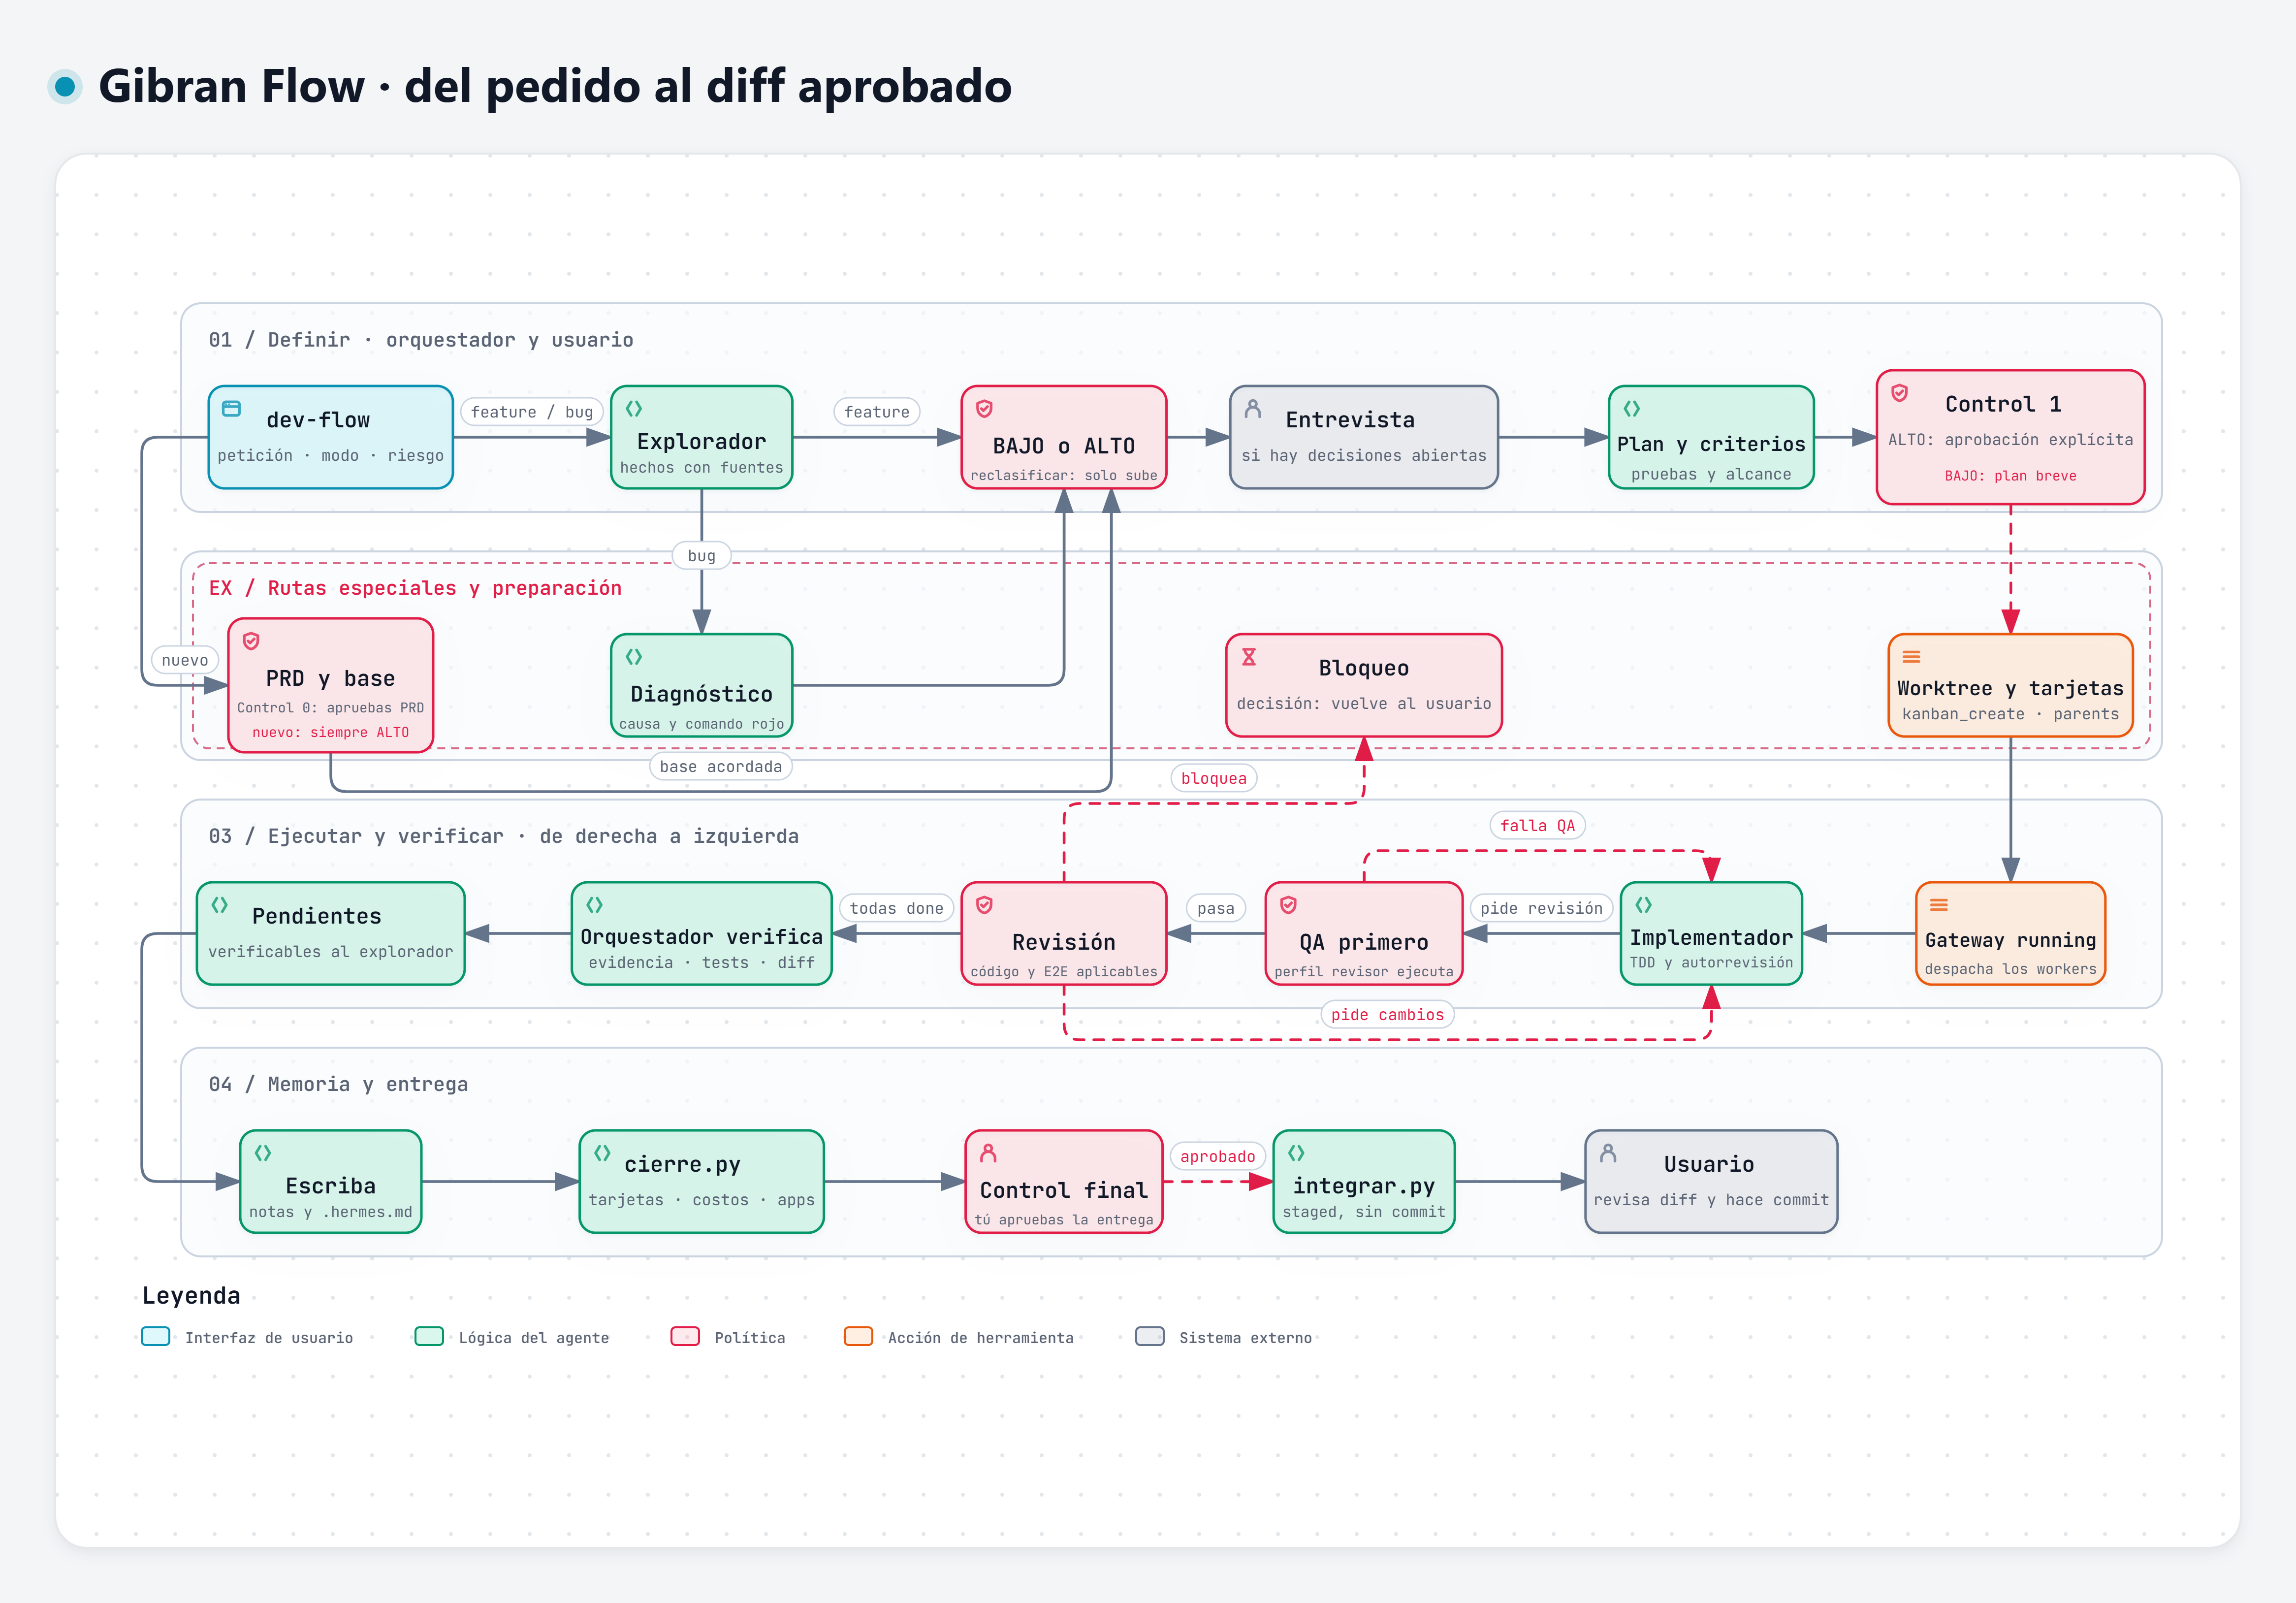 Gibran Flow · del pedido al diff aprobado
01 / Definir · orquestador y usuario
dev-flow
petición · modo · riesgo
feature / bug
Explorador
hechos con fuentes
feature
BAJO o ALTO
reclasificar: solo sube
Entrevista
si hay decisiones abiertas
Plan y criterios
pruebas y alcance
Control 1
ALTO: aprobación explícita
BAJO: plan breve
bug
EX / Rutas especiales y preparación
nuevo
PRD y base
Control 0: apruebas PRD
nuevo: siempre ALTO
Diagnóstico
causa y comando rojo
Bloqueo
decisión: vuelve al usuario
Worktree y tarjetas
kanban_create · parents
base acordada
bloquea
03 / Ejecutar y verificar · de derecha a izquierda
falla QA
Pendientes
verificables al explorador
Orquestador verifica
evidencia · tests · diff
todas done
Revisión
código y E2E aplicables
pasa
QA primero
perfil revisor ejecuta
pide revisión
Implementador
TDD y autorrevisión
Gateway running
despacha los workers
pide cambios
04 / Memoria y entrega
Escriba
notas y .hermes.md
cierre.py
tarjetas · costos · apps
Control final
tú apruebas la entrega
aprobado
integrar.py
staged, sin commit
Usuario
revisa diff y hace commit
Leyenda
Interfaz de usuario
Lógica del agente
Política
Acción de herramienta
Sistema externo